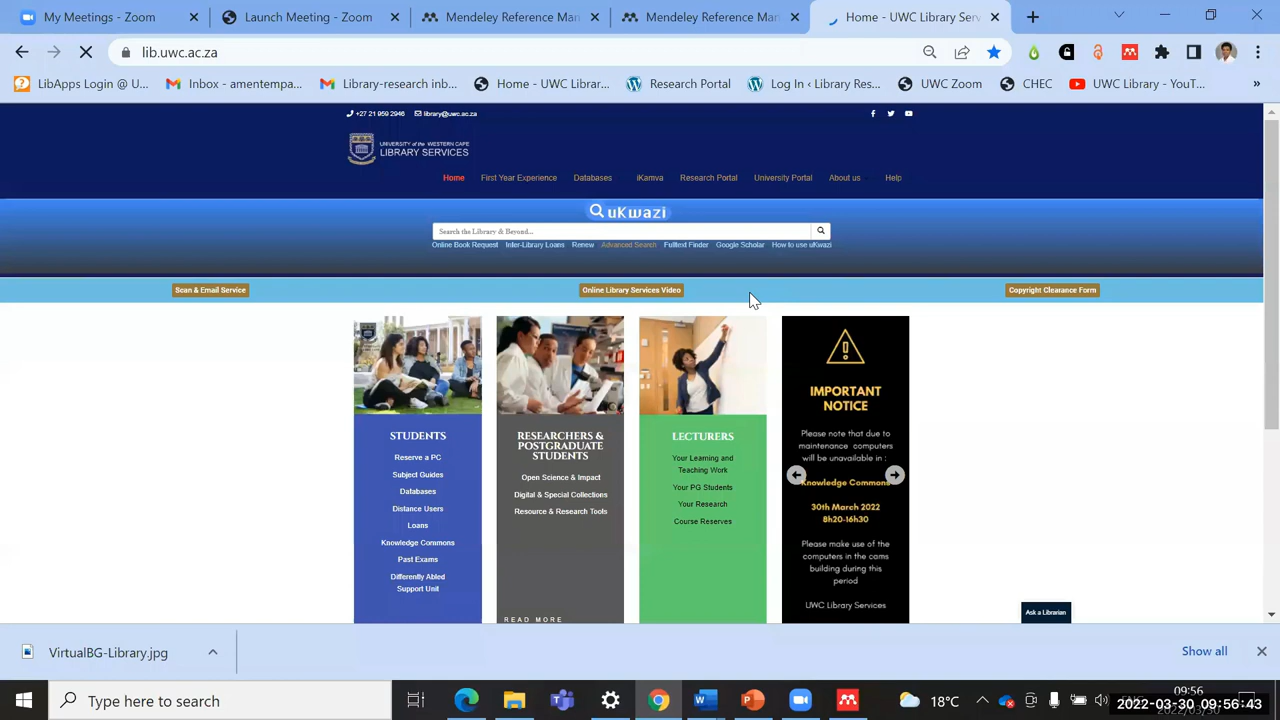 (no subject) - amentempaka@u
Launch Meeting - Zoom
Home | UWC Library Serv
lib.uwc.ac.za
LibApps Login @ U...
Inbox - amentempa...
Library-research inb...
Home - UWC Library...
Research Portal
Log In ‹ Library Res...
UWC Zoom
CHEC
UWC Library - YouT...
»
+27 21 959 2946
library@uwc.ac.za
UNIVERSITY of the WESTERN CAPE
LIBRARY SERVICES
Home
First Year Experience
Databases
iKamva
Research Portal
University Portal
About us
Help
uKwazi
Search the Library & Beyond...
Online Book Request
Inter-Library Loans
Renew
Advanced Search
Fulltext Finder
Google Scholar
How to use uKwazi
Scan & Email Service
Online Library Services Video
Copyright Clearance Form
STUDENTS
Reserve a PC
Subject Guides
Databases
Distance Users
Loans
Knowledge Commons
Past Exams
Differently Abled
Support Unit
RESEARCHERS &
POSTGRADUATE
STUDENTS
Open Science & Impact
Digital & Special Collections
Resource & Research Tools
READ MORE
LECTURERS
Your Learning and
Teaching Work
Your PG Students
Your Research
Course Reserves
IMPORTANT
NOTICE
Please note that due to
maintenance computers
will be unavailable in :
Knowledge Commons
30th March 2022
8h20-16h30
Please make use of the
computers in the cams
building during this
period
UWC Library Services
Ask a Librarian
VirtualBG-Library.jpg
Show all
Type here to search
18°C
ENG
09:56
2022-03-30 09:56:43